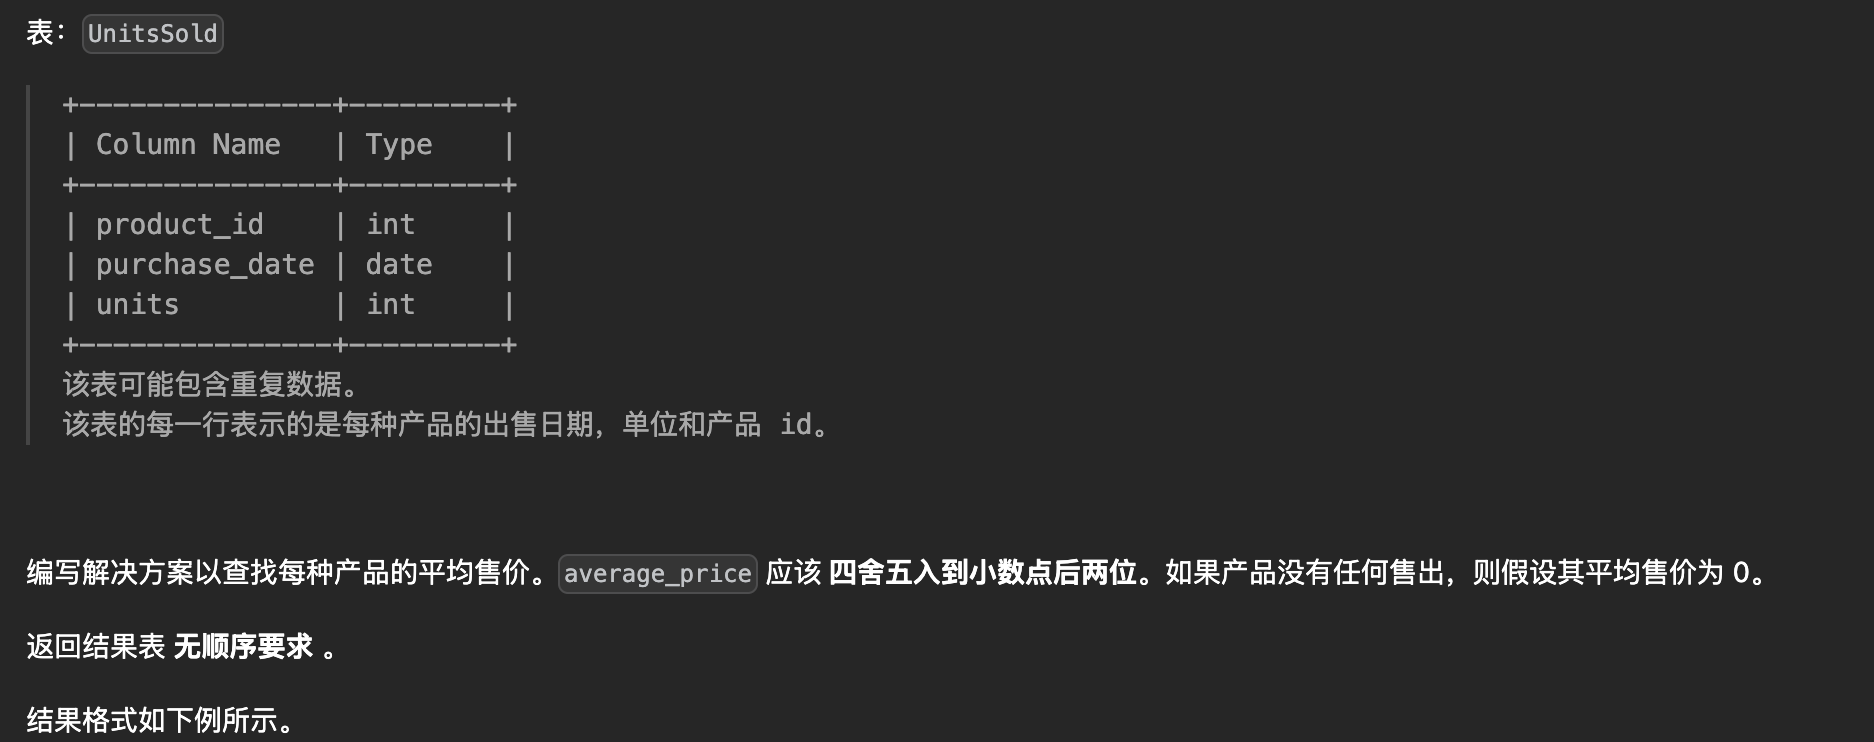 表： UnitsSold
+---------------+---------+
| Column Name   | Type    |
+---------------+---------+
| product_id    | int     |
| purchase_date | date    |
| units         | int     |
+---------------+---------+
该表可能包含重复数据。
该表的每一行表示的是每种产品的出售日期，单位和产品 id。
编写解决方案以查找每种产品的平均售价。average_price 应该 四舍五入到小数点后两位。如果产品没有任何售出，则假设其平均售价为 0。
返回结果表 无顺序要求 。
结果格式如下例所示。